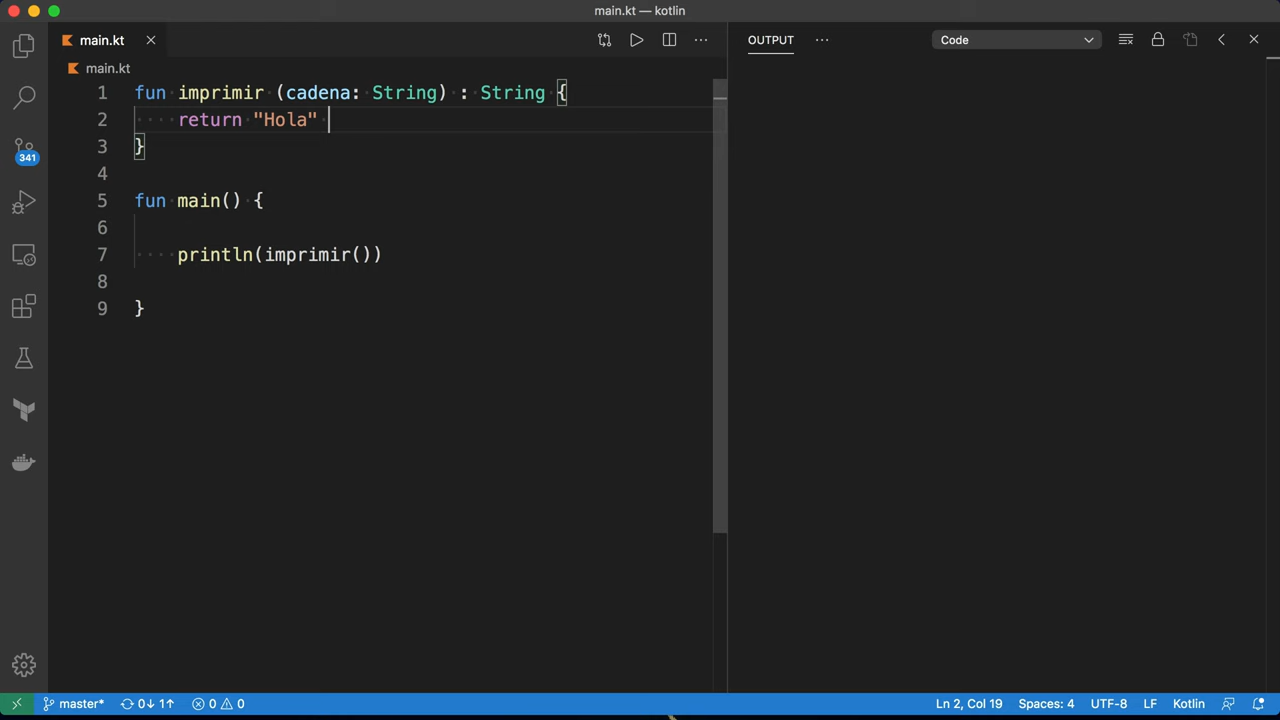 main.kt — kotlin
main.kt
OUTPUT
Code
main.kt
1 fun imprimir (cadena: String) : String {
2 return "Hola"
3 }
4
5 fun main() {
6
7 println(imprimir())
8
9 }
341
master* 0↓ 1↑ 0 0 Ln 2, Col 19 Spaces: 4 UTF-8 LF Kotlin